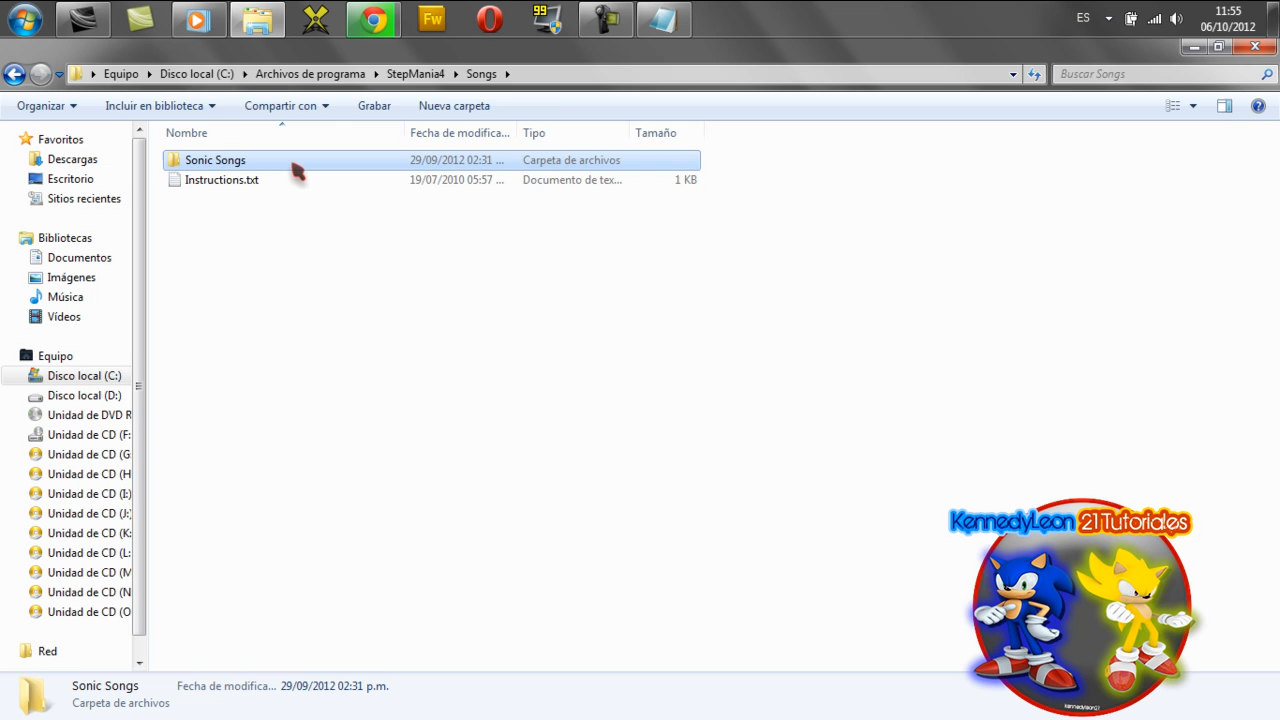 99
Fw
ES
11:55
06/10/2012
Equipo Disco local (C:) Archivos de programa StepMania4 Songs
Buscar Songs
Organizar Incluir en biblioteca Compartir con Grabar Nueva carpeta
Favoritos
Descargas
Escritorio
Sitios recientes
Bibliotecas
Documentos
Imágenes
Música
Vídeos
Equipo
Disco local (C:)
Disco local (D:)
Unidad de DVD R
Unidad de CD (F:
Unidad de CD (G
Unidad de CD (H
Unidad de CD (I:)
Unidad de CD (J:)
Unidad de CD (K:
Unidad de CD (L:
Unidad de CD (M
Unidad de CD (N
Unidad de CD (O
Red
Nombre Fecha de modifica... Tipo Tamaño
Sonic Songs 29/09/2012 02:31 ... Carpeta de archivos
Instructions.txt 19/07/2010 05:57 ... Documento de tex... 1 KB
KennedyLeon 21Tutoriales
kennedyleon21
Sonic Songs Fecha de modifica... 29/09/2012 02:31 p.m.
Carpeta de archivos